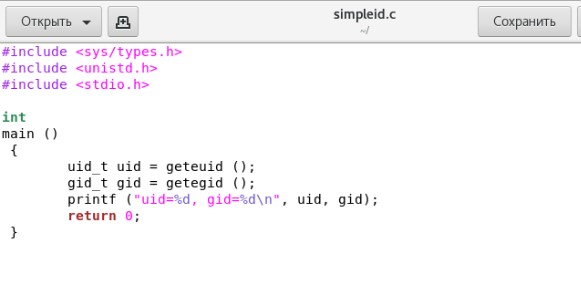 Открыть
simpleid.c
~/
Сохранить
#include <sys/types.h>
#include <unistd.h>
#include <stdio.h>
int
main ()
{
uid_t uid = geteuid ();
gid_t gid = getegid ();
printf ("uid=%d, gid=%d\n", uid, gid);
return 0;
}